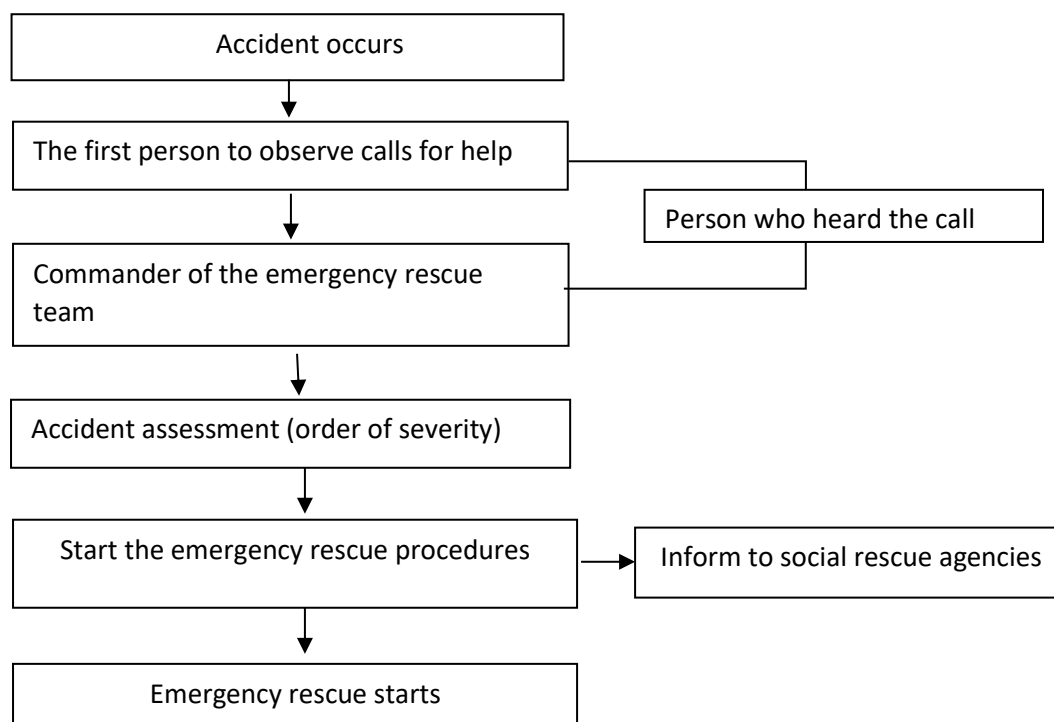 Accident occurs
The first person to observe calls for help
Person who heard the call
Commander of the emergency rescue
team
Accident assessment (order of severity)
Start the emergency rescue procedures
Inform to social rescue agencies
Emergency rescue starts